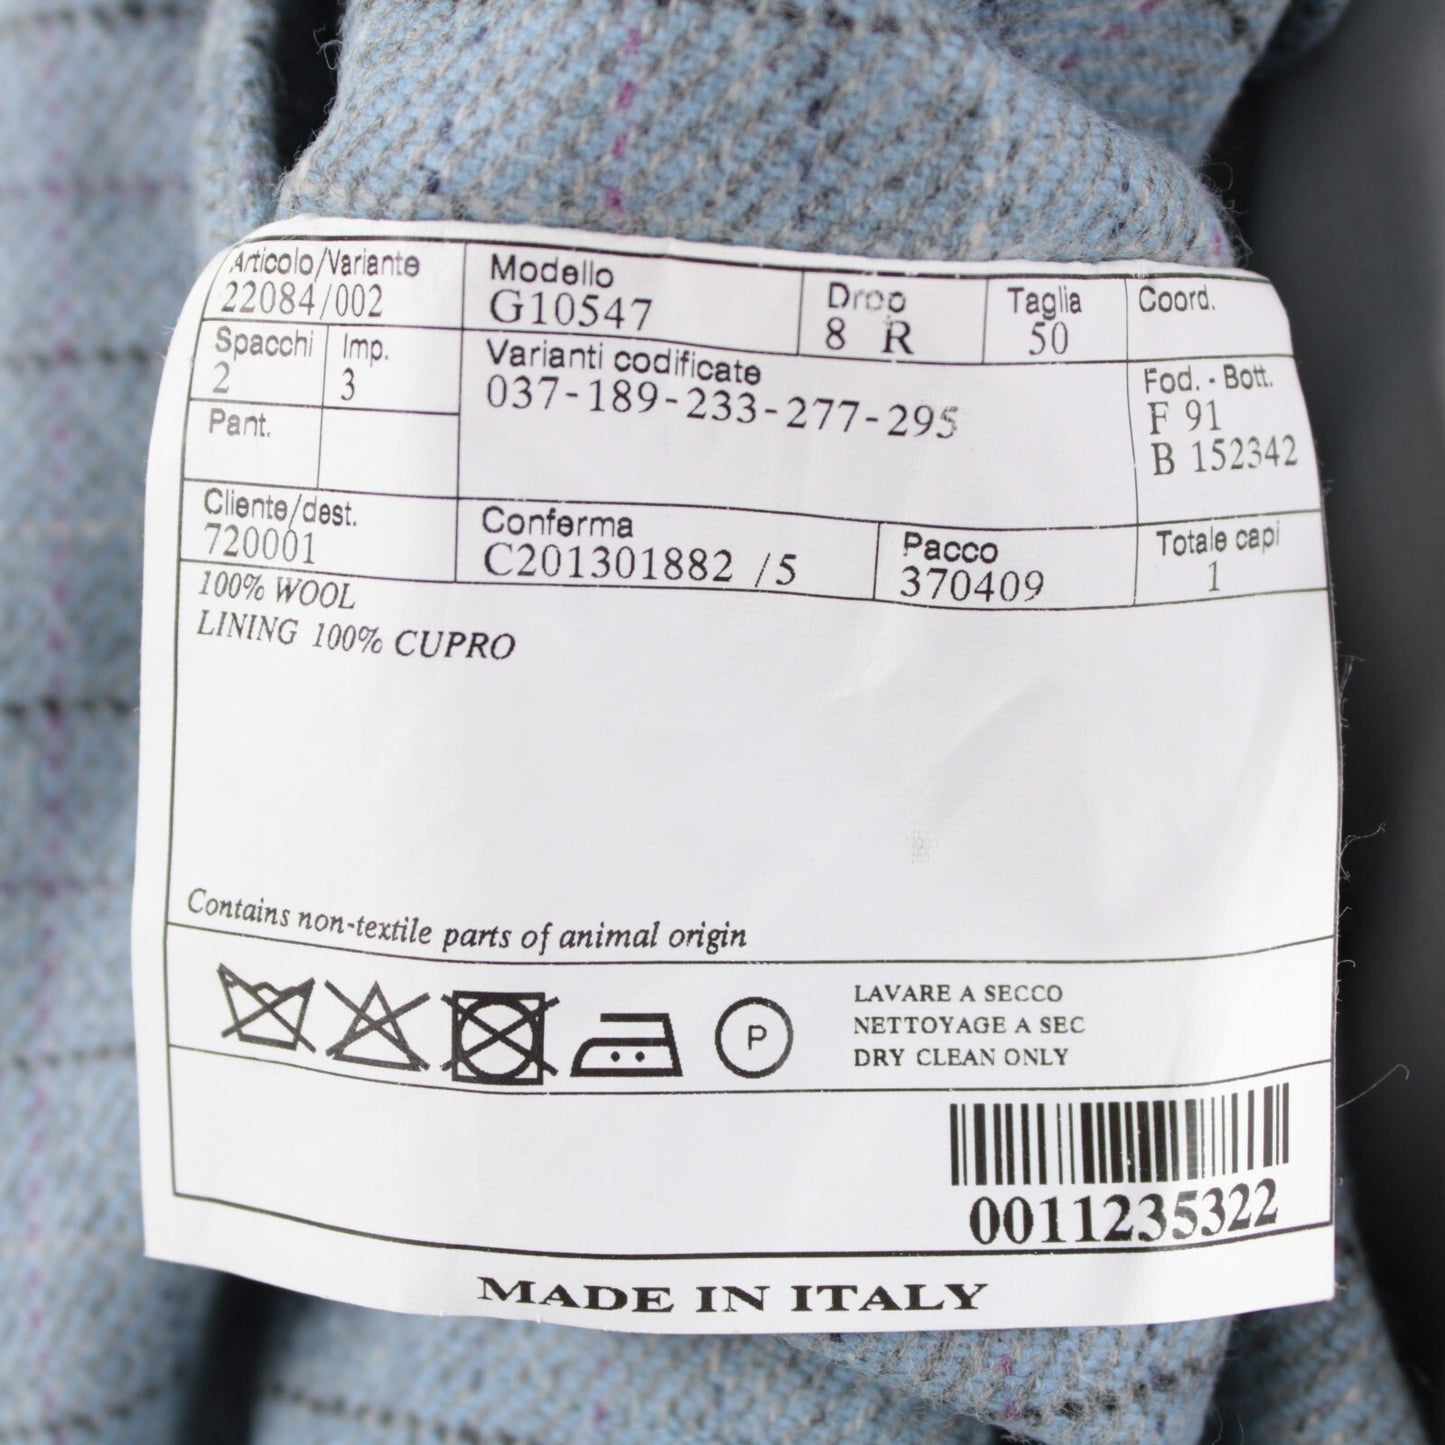 Articolo/Variante
22084/002
Modello
G10547
Drop
8 R
Taglia
50
Coord.
Spacchi
2
Imp.
3
Varianti codificate
037-189-233-277-295
Fod. - Bott.
F 91
B 152342
Pant.
Cliente/dest.
720001
Conferma
C201301882 /5
Pacco
370409
Totale capi
1
100% WOOL
LINING 100% CUPRO
Contains non-textile parts of animal origin
P
LAVARE A SECCO
NETTOYAGE A SEC
DRY CLEAN ONLY
0011235322
MADE IN ITALY